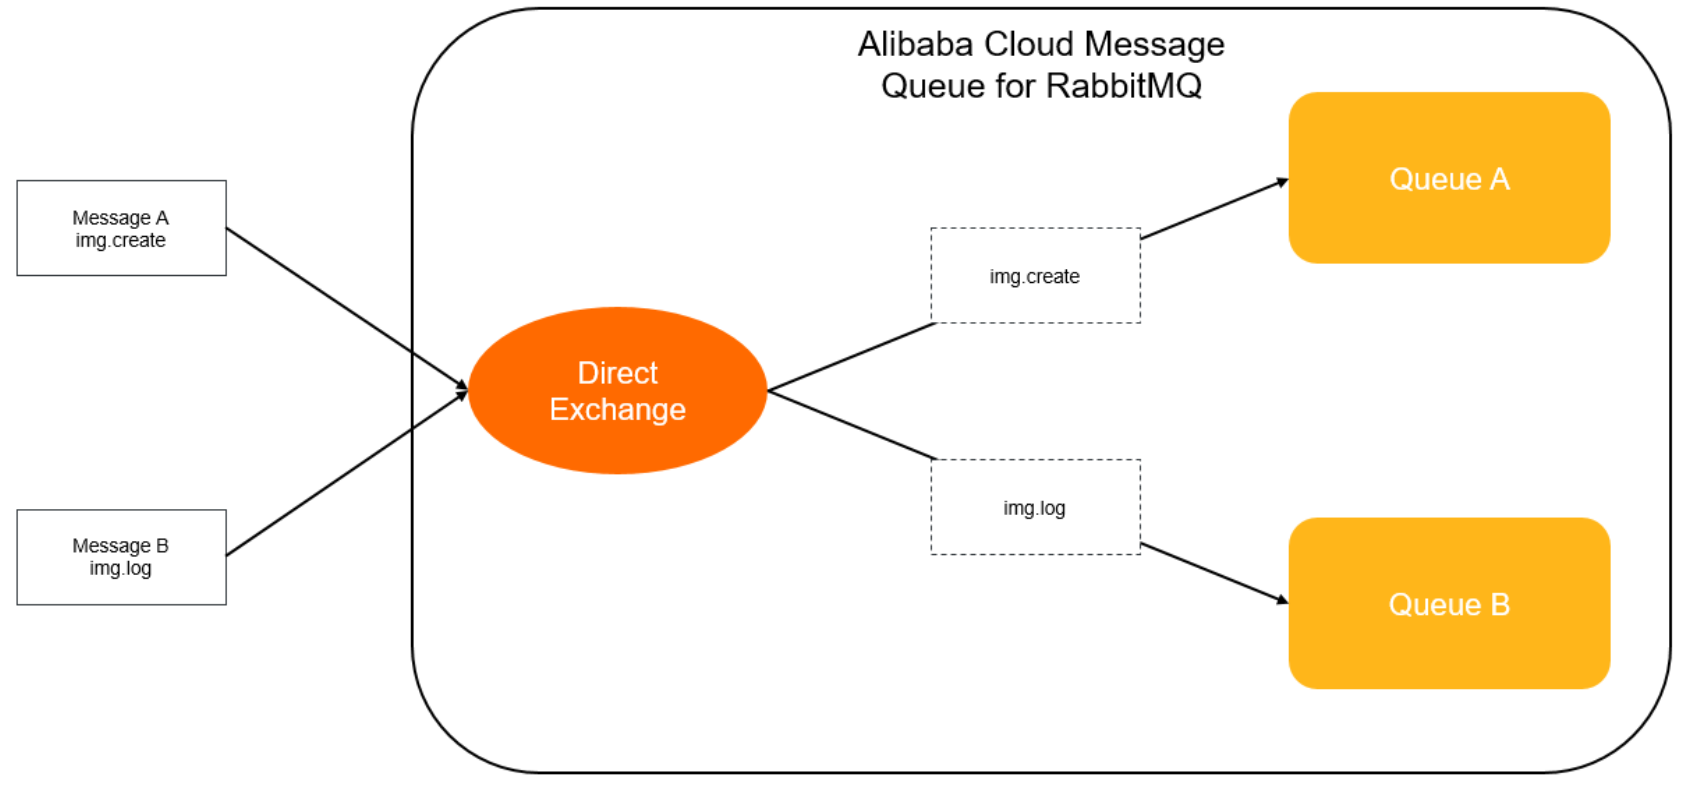 Alibaba Cloud Message
Queue for RabbitMQ
Message A
img.create
Message B
img.log
Direct
Exchange
img.create
img.log
Queue A
Queue B